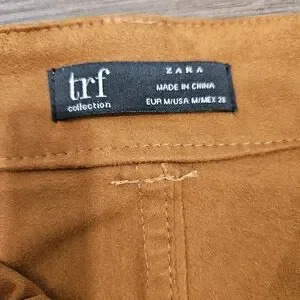 trf
collection
ZARA
MADE IN CHINA
EUR M/USA M/MEX 28